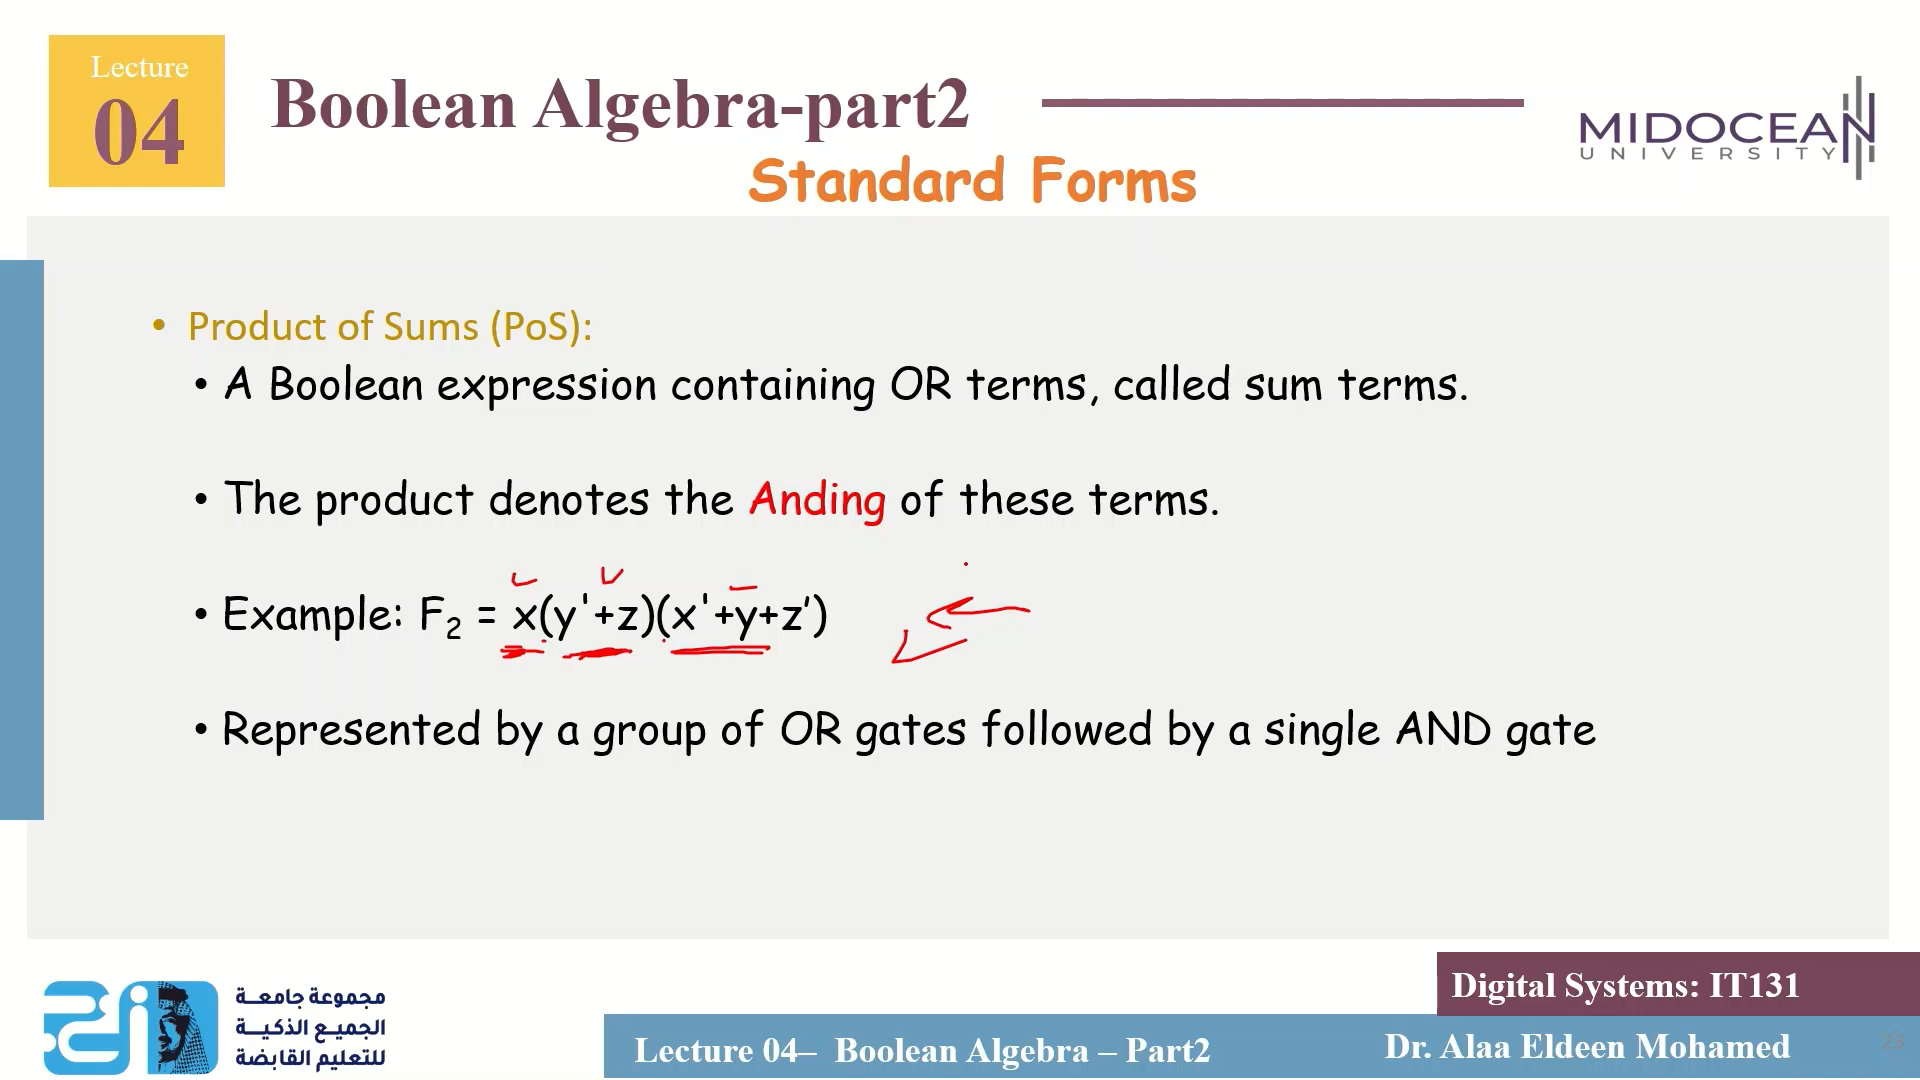 Lecture
04
Boolean Algebra-part2
MIDOCEAN
UNIVERSITY
Standard Forms
• Product of Sums (PoS):
• A Boolean expression containing OR terms, called sum terms.
• The product denotes the Anding of these terms.
• Example: F₂ = x(y'+z)(x'+y+z')
• Represented by a group of OR gates followed by a single AND gate
مجموعة جامعة
الجميع الذكية
للتعليم القابضة
Digital Systems: IT131
Lecture 04– Boolean Algebra – Part2
Dr. Alaa Eldeen Mohamed